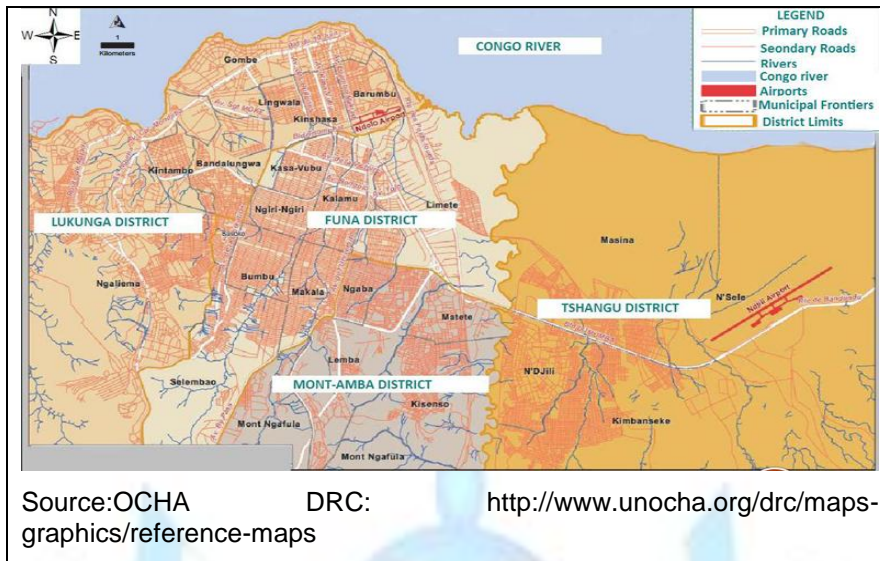 N
W E
S
1
Kilometers
CONGO RIVER
LEGEND
Primary Roads
Seondary Roads
Rivers
Congo river
Airports
Municipal Frontiers
District Limits
Gombe
Lingwala
Barumbu
Kinshasa
Ndolo Airport
Kintambo
Bandalungwa
Kasa-Vubu
Kalamu
Limete
LUKUNGA DISTRICT
Ngiri-Ngiri
FUNA DISTRICT
Masina
Ngaliema
Bumbu
Makala
Ngaba
Matete
N'Sele
Ndjili Airport
TSHANGU DISTRICT
Selembao
Lemba
N'DJili
MONT-AMBA DISTRICT
Kisenso
Kimbanseke
Mont Ngafula
Mont Ngafula
Source:OCHA DRC: http://www.unocha.org/drc/maps-
graphics/reference-maps